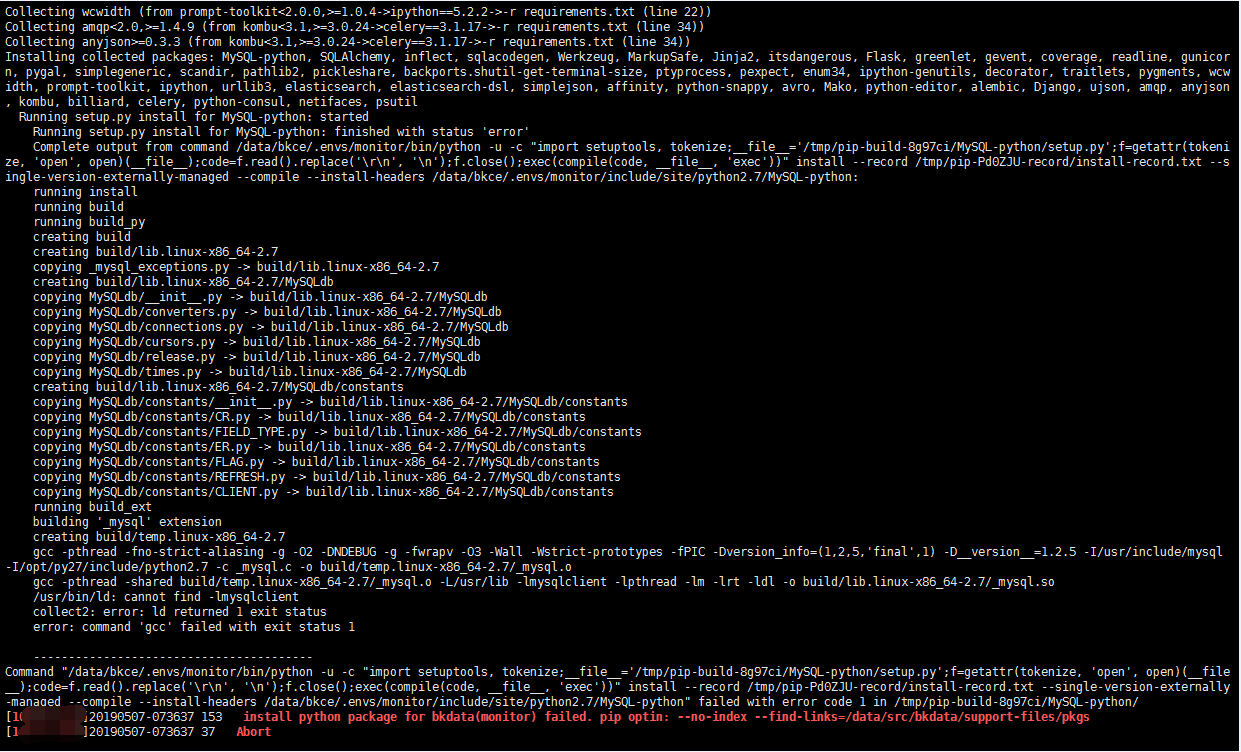 Collecting wcwidth (from prompt-toolkit<2.0.0,>=1.0.4->ipython==5.2.2->-r requirements.txt (line 22))
Collecting amqp<2.0,>=1.4.9 (from kombu<3.1,>=3.0.24->celery==3.1.17->-r requirements.txt (line 34))
Collecting anyjson>=0.3.3 (from kombu<3.1,>=3.0.24->celery==3.1.17->-r requirements.txt (line 34))
Installing collected packages: MySQL-python, SQLAlchemy, inflect, sqlacodegen, Werkzeug, MarkupSafe, Jinja2, itsdangerous, Flask, greenlet, gevent, coverage, readline, gunicor
n, pygal, simplegeneric, scandir, pathlib2, pickleshare, backports.shutil-get-terminal-size, ptyprocess, pexpect, enum34, ipython-genutils, decorator, traitlets, pygments, wcw
idth, prompt-toolkit, ipython, urllib3, elasticsearch, elasticsearch-dsl, simplejson, affinity, python-snappy, avro, Mako, python-editor, alembic, Django, ujson, amqp, anyjson
, kombu, billiard, celery, python-consul, netifaces, psutil
  Running setup.py install for MySQL-python: started
    Running setup.py install for MySQL-python: finished with status 'error'
    Complete output from command /data/bkce/.envs/monitor/bin/python -u -c "import setuptools, tokenize;__file__='/tmp/pip-build-8g97ci/MySQL-python/setup.py';f=getattr(tokeni
ze, 'open', open)(__file__);code=f.read().replace('\r\n', '\n');f.close();exec(compile(code, __file__, 'exec'))" install --record /tmp/pip-Pd0ZJU-record/install-record.txt --s
ingle-version-externally-managed --compile --install-headers /data/bkce/.envs/monitor/include/site/python2.7/MySQL-python:
    running install
    running build
    running build_py
    creating build
    creating build/lib.linux-x86_64-2.7
    copying _mysql_exceptions.py -> build/lib.linux-x86_64-2.7
    creating build/lib.linux-x86_64-2.7/MySQLdb
    copying MySQLdb/__init__.py -> build/lib.linux-x86_64-2.7/MySQLdb
    copying MySQLdb/converters.py -> build/lib.linux-x86_64-2.7/MySQLdb
    copying MySQLdb/connections.py -> build/lib.linux-x86_64-2.7/MySQLdb
    copying MySQLdb/cursors.py -> build/lib.linux-x86_64-2.7/MySQLdb
    copying MySQLdb/release.py -> build/lib.linux-x86_64-2.7/MySQLdb
    copying MySQLdb/times.py -> build/lib.linux-x86_64-2.7/MySQLdb
    creating build/lib.linux-x86_64-2.7/MySQLdb/constants
    copying MySQLdb/constants/__init__.py -> build/lib.linux-x86_64-2.7/MySQLdb/constants
    copying MySQLdb/constants/CR.py -> build/lib.linux-x86_64-2.7/MySQLdb/constants
    copying MySQLdb/constants/FIELD_TYPE.py -> build/lib.linux-x86_64-2.7/MySQLdb/constants
    copying MySQLdb/constants/ER.py -> build/lib.linux-x86_64-2.7/MySQLdb/constants
    copying MySQLdb/constants/FLAG.py -> build/lib.linux-x86_64-2.7/MySQLdb/constants
    copying MySQLdb/constants/REFRESH.py -> build/lib.linux-x86_64-2.7/MySQLdb/constants
    copying MySQLdb/constants/CLIENT.py -> build/lib.linux-x86_64-2.7/MySQLdb/constants
    running build_ext
    building '_mysql' extension
    creating build/temp.linux-x86_64-2.7
    gcc -pthread -fno-strict-aliasing -g -O2 -DNDEBUG -g -fwrapv -O3 -Wall -Wstrict-prototypes -fPIC -Dversion_info=(1,2,5,'final',1) -D__version__=1.2.5 -I/usr/include/mysql
-I/opt/py27/include/python2.7 -c _mysql.c -o build/temp.linux-x86_64-2.7/_mysql.o
    gcc -pthread -shared build/temp.linux-x86_64-2.7/_mysql.o -L/usr/lib -lmysqlclient -lpthread -lm -lrt -ldl -o build/lib.linux-x86_64-2.7/_mysql.so
    /usr/bin/ld: cannot find -lmysqlclient
    collect2: error: ld returned 1 exit status
    error: command 'gcc' failed with exit status 1
    ----------------------------------------
Command "/data/bkce/.envs/monitor/bin/python -u -c "import setuptools, tokenize;__file__='/tmp/pip-build-8g97ci/MySQL-python/setup.py';f=getattr(tokenize, 'open', open)(__file
__);code=f.read().replace('\r\n', '\n');f.close();exec(compile(code, __file__, 'exec'))" install --record /tmp/pip-Pd0ZJU-record/install-record.txt --single-version-externally
-managed --compile --install-headers /data/bkce/.envs/monitor/include/site/python2.7/MySQL-python" failed with error code 1 in /tmp/pip-build-8g97ci/MySQL-python/
]20190507-073637 153   install python package for bkdata(monitor) failed. pip optin: --no-index --find-links=/data/src/bkdata/support-files/pkgs
]20190507-073637 37   Abort